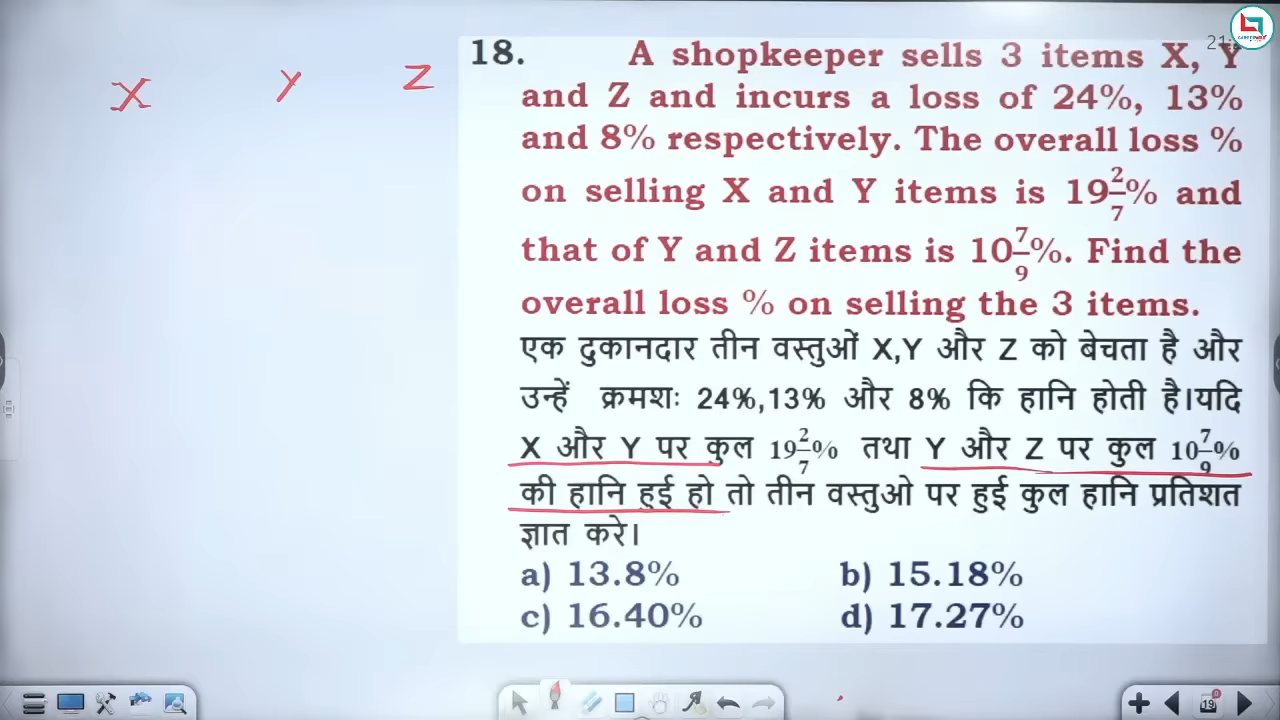 X Y Z
18. A shopkeeper sells 3 items X, Y
and Z and incurs a loss of 24%, 13%
and 8% respectively. The overall loss %
on selling X and Y items is 19 2/7% and
that of Y and Z items is 10 7/9%. Find the
overall loss % on selling the 3 items.
एक दुकानदार तीन वस्तुओं X,Y और Z को बेचता है और
उन्हें क्रमशः 24%,13% और 8% कि हानि होती है।यदि
X और Y पर कुल 19 2/7% तथा Y और Z पर कुल 10 7/9%
की हानि हुई हो तो तीन वस्तुओ पर हुई कुल हानि प्रतिशत
ज्ञात करे।
a) 13.8% b) 15.18%
c) 16.40% d) 17.27%
19